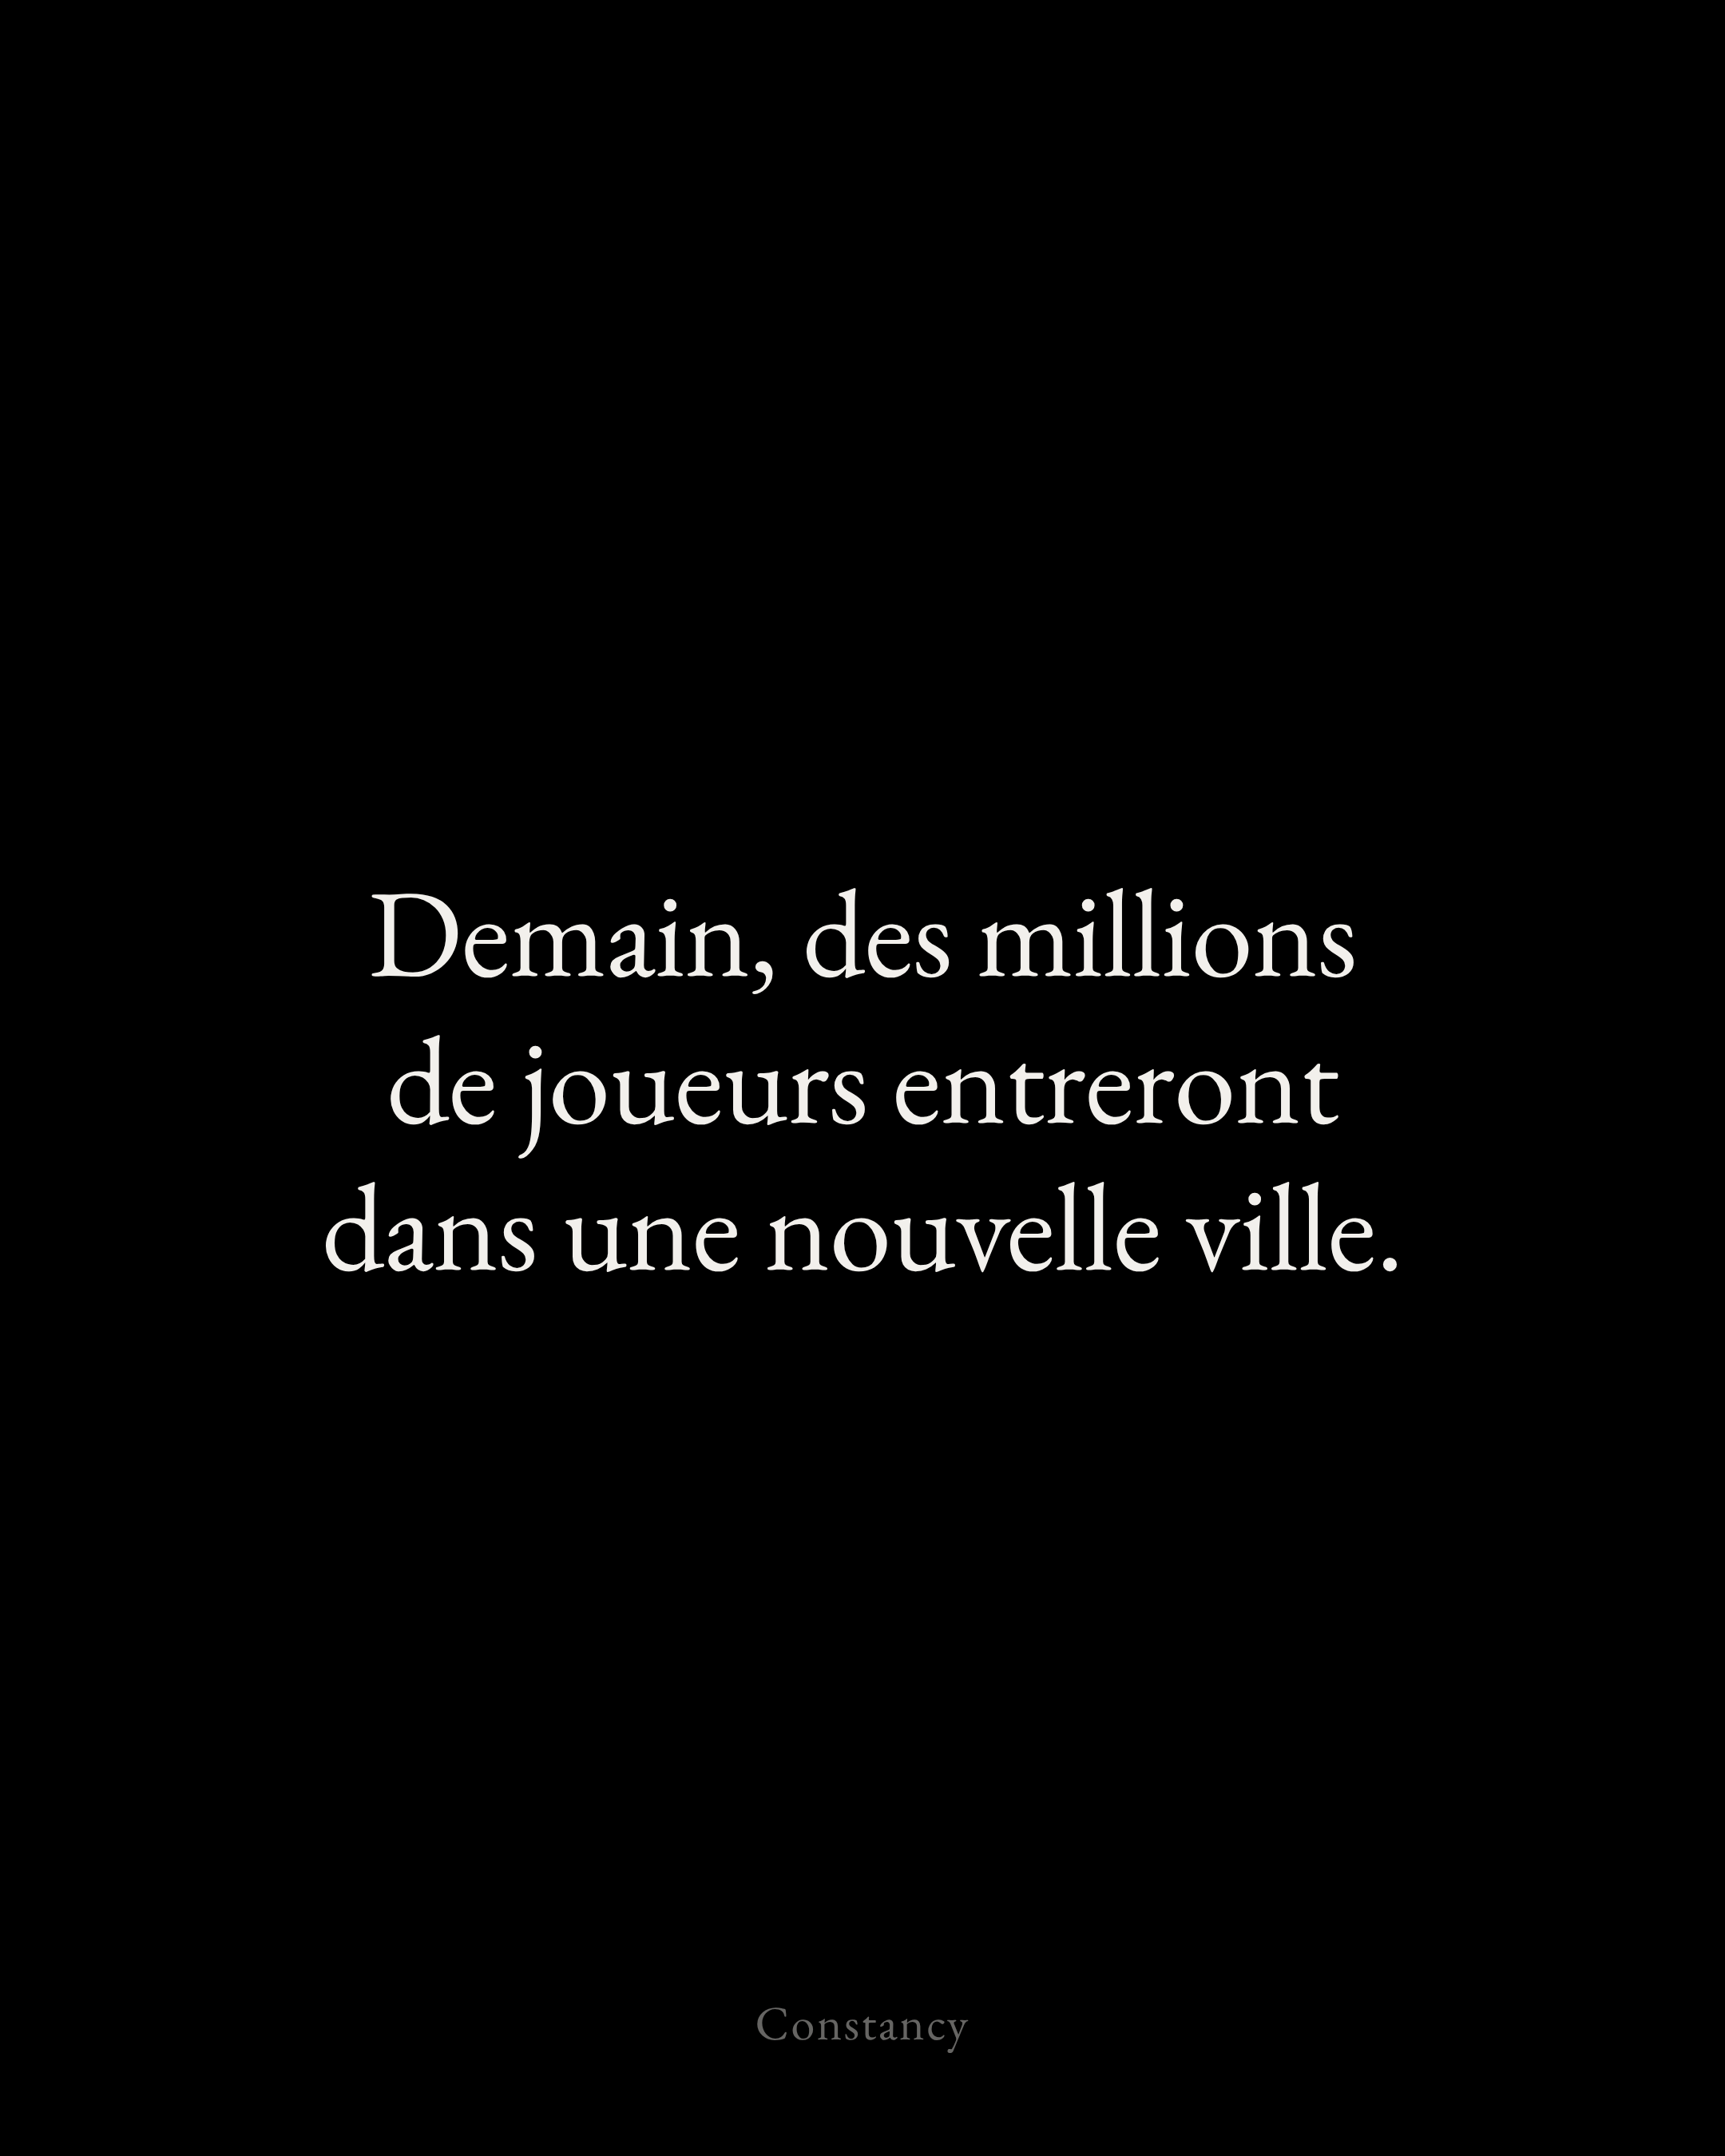 Demain, des millions
de joueurs entreront
dans une nouvelle ville.
Constancy